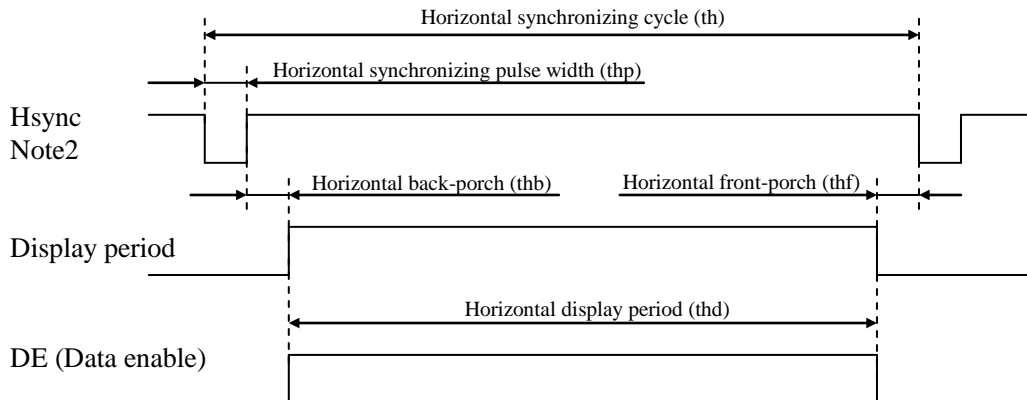 Horizontal synchronizing cycle (th)
Horizontal synchronizing pulse width (thp)
Hsync
Note2
Horizontal back-porch (thb)
Horizontal front-porch (thf)
Display period
Horizontal display period (thd)
DE (Data enable)